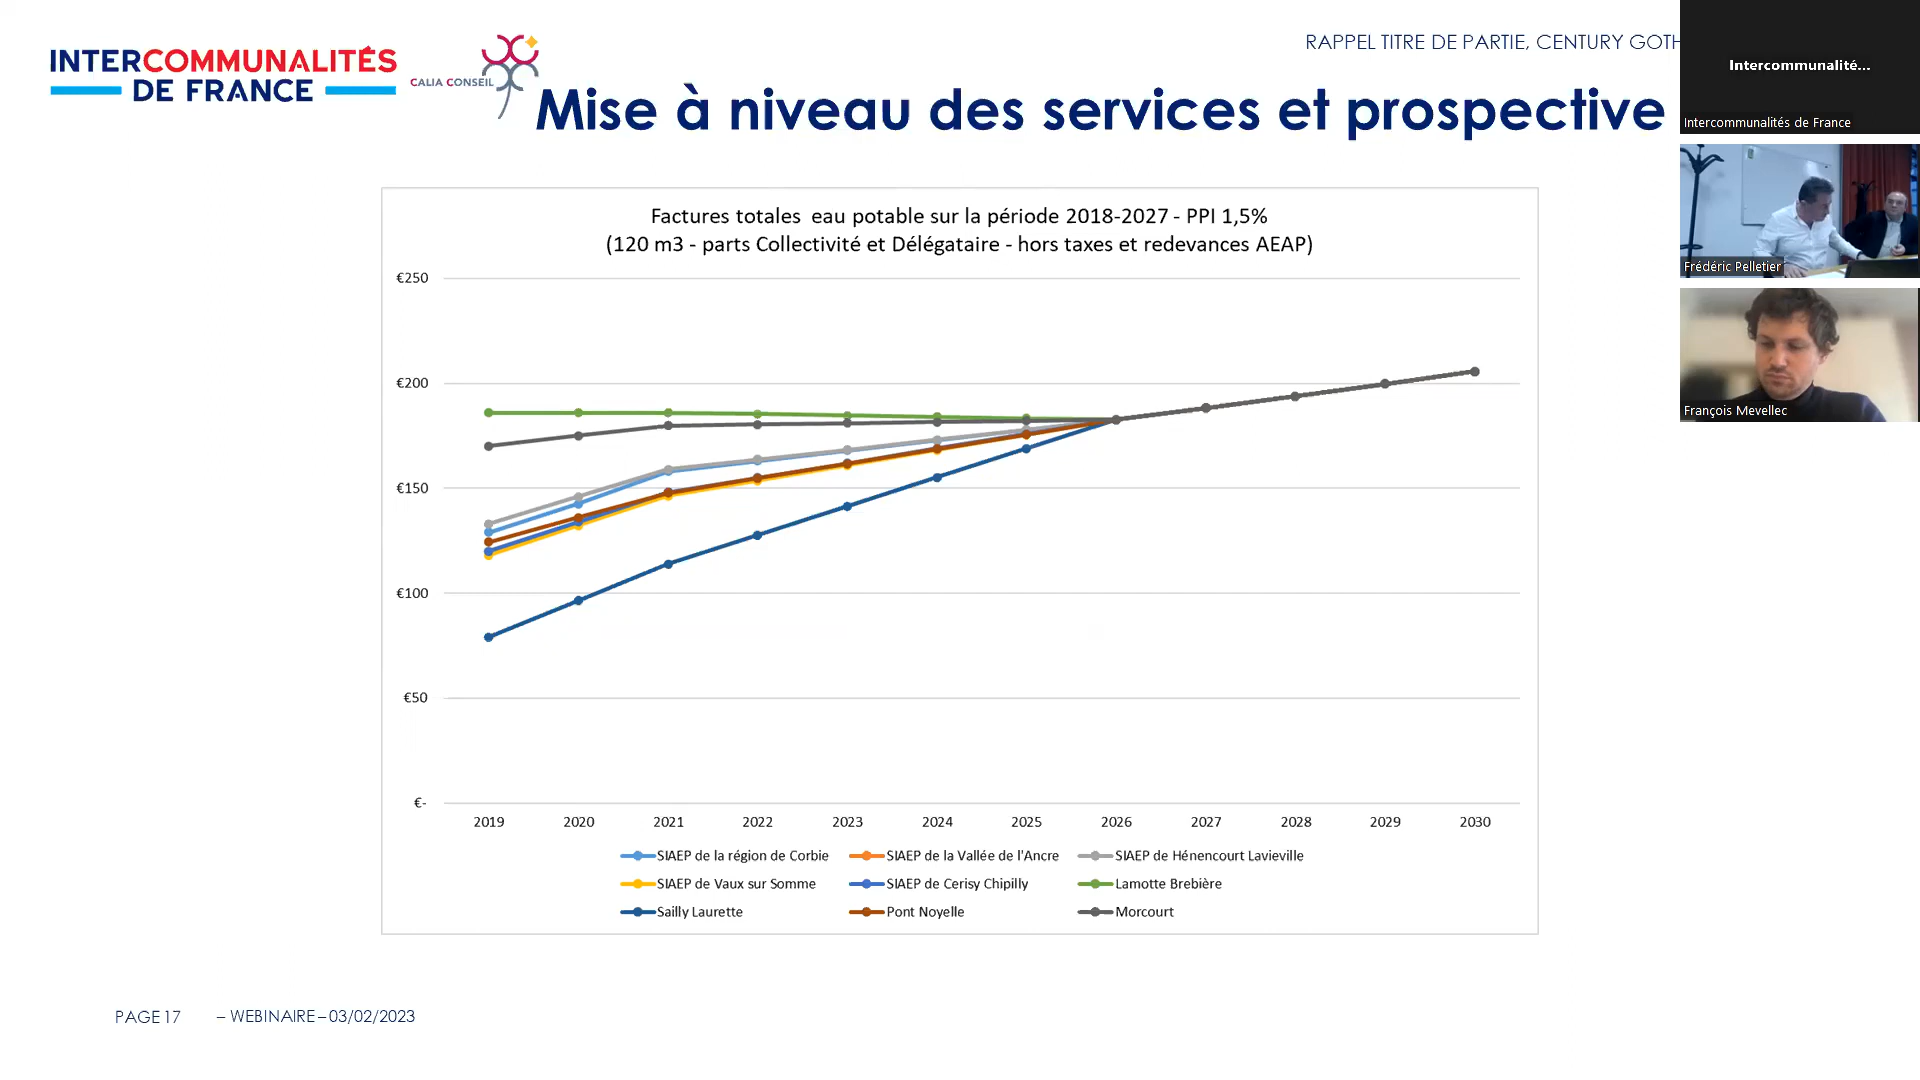 INTERCOMMUNALITÉS
DE FRANCE
CALIA CONSEIL
RAPPEL TITRE DE PARTIE, CENTURY GOTH
Mise à niveau des services et prospective
Intercommunalité...
Intercommunalités de France
Frédéric Pelletier
François Mevellec
Factures totales eau potable sur la période 2018-2027 - PPI 1,5%
(120 m3 - parts Collectivité et Délégataire - hors taxes et redevances AEAP)
€250
€200
€150
€100
€50
€-
2019 2020 2021 2022 2023 2024 2025 2026 2027 2028 2029 2030
SIAEP de la région de Corbie SIAEP de la Vallée de l'Ancre SIAEP de Hénencourt Lavieville
SIAEP de Vaux sur Somme SIAEP de Cerisy Chipilly Lamotte Brebière
Sailly Laurette Pont Noyelle Morcourt
PAGE 17 – WEBINAIRE – 03/02/2023